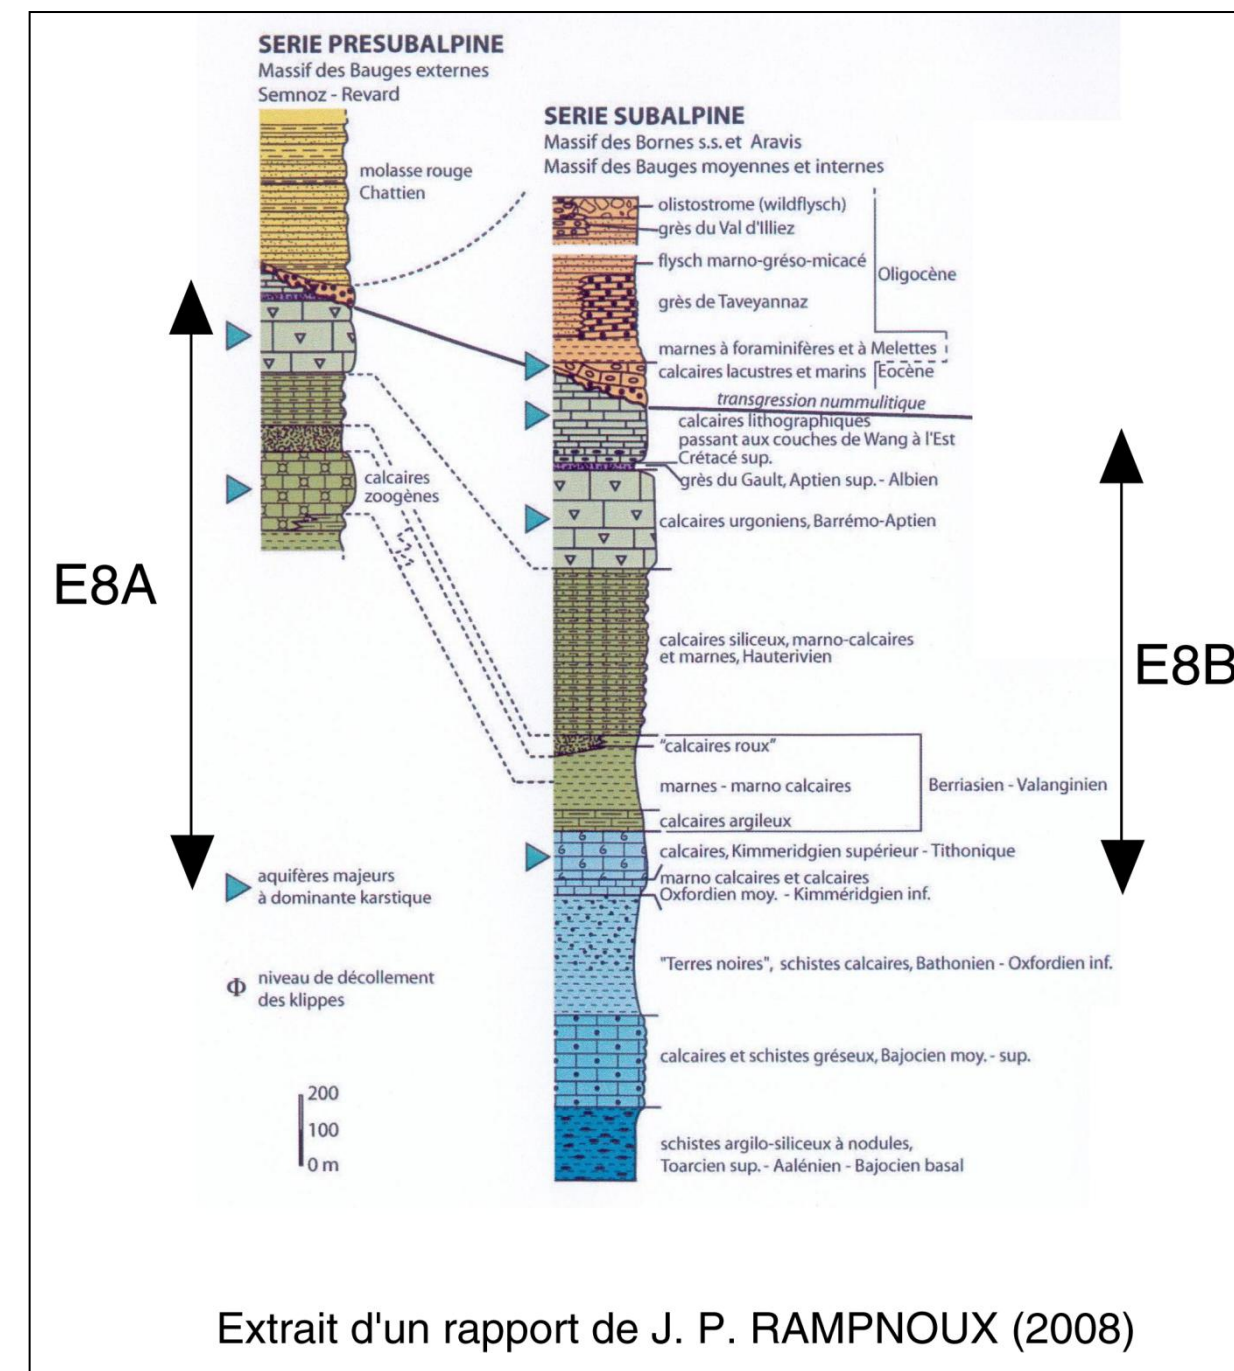 SERIE PRESUBALPINE
Massif des Bauges externes
Semnoz - Revard
molasse rouge
Chattien
calcaires
zoogènes
E8A
SERIE SUBALPINE
Massif des Bornes s.s. et Aravis
Massif des Bauges moyennes et internes
olistostrome (wildflysch)
grès du Val d'Illiez
flysch marno-gréso-micacé
Oligocène
grès de Taveyannaz
marnes à foraminifères et à Melettes
calcaires lacustres et marins
Eocène
transgression nummulitique
calcaires lithographiques
passant aux couches de Wang à l'Est
Crétacé sup.
grès du Gault, Aptien sup. - Albien
calcaires urgoniens, Barrémo-Aptien
calcaires siliceux, marno-calcaires
et marnes, Hauterivien
E8B
"calcaires roux"
marnes - marno calcaires
Berriasien - Valanginien
calcaires argileux
calcaires, Kimmeridgien supérieur - Tithonique
marno calcaires et calcaires
Oxfordien moy. - Kimméridgien inf.
"Terres noires", schistes calcaires, Bathonien - Oxfordien inf.
calcaires et schistes gréseux, Bajocien moy. - sup.
schistes argilo-siliceux à nodules,
Toarcien sup. - Aalénien - Bajocien basal
aquifères majeurs
à dominante karstique
Φ niveau de décollement
des klippes
200
100
0 m
Extrait d'un rapport de J. P. RAMPNOUX (2008)